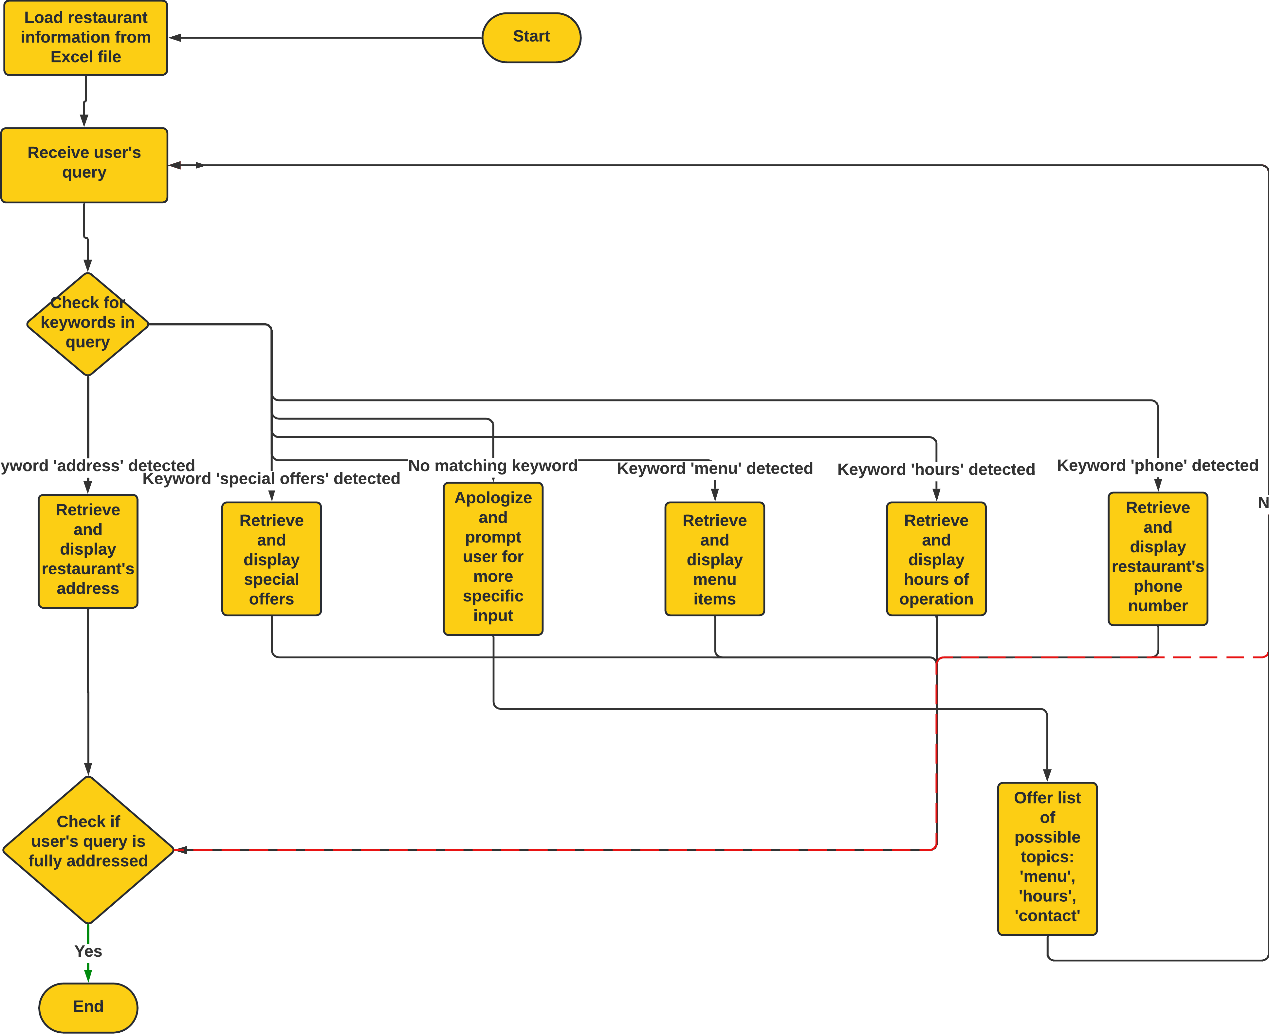 Load restaurant
information from
Excel file
Start
Receive user's
query
Check for
keywords in
query
yword 'address' detected
Keyword 'special offers' detected
No matching keyword
Keyword 'menu' detected
Keyword 'hours' detected
Keyword 'phone' detected
N
Retrieve
and
display
restaurant's
address
Retrieve
and
display
special
offers
Apologize
and
prompt
user for
more
specific
input
Retrieve
and
display
menu
items
Retrieve
and
display
hours of
operation
Retrieve
and
display
restaurant's
phone
number
Check if
user's query is
fully addressed
Offer list
of
possible
topics:
'menu',
'hours',
'contact'
Yes
End